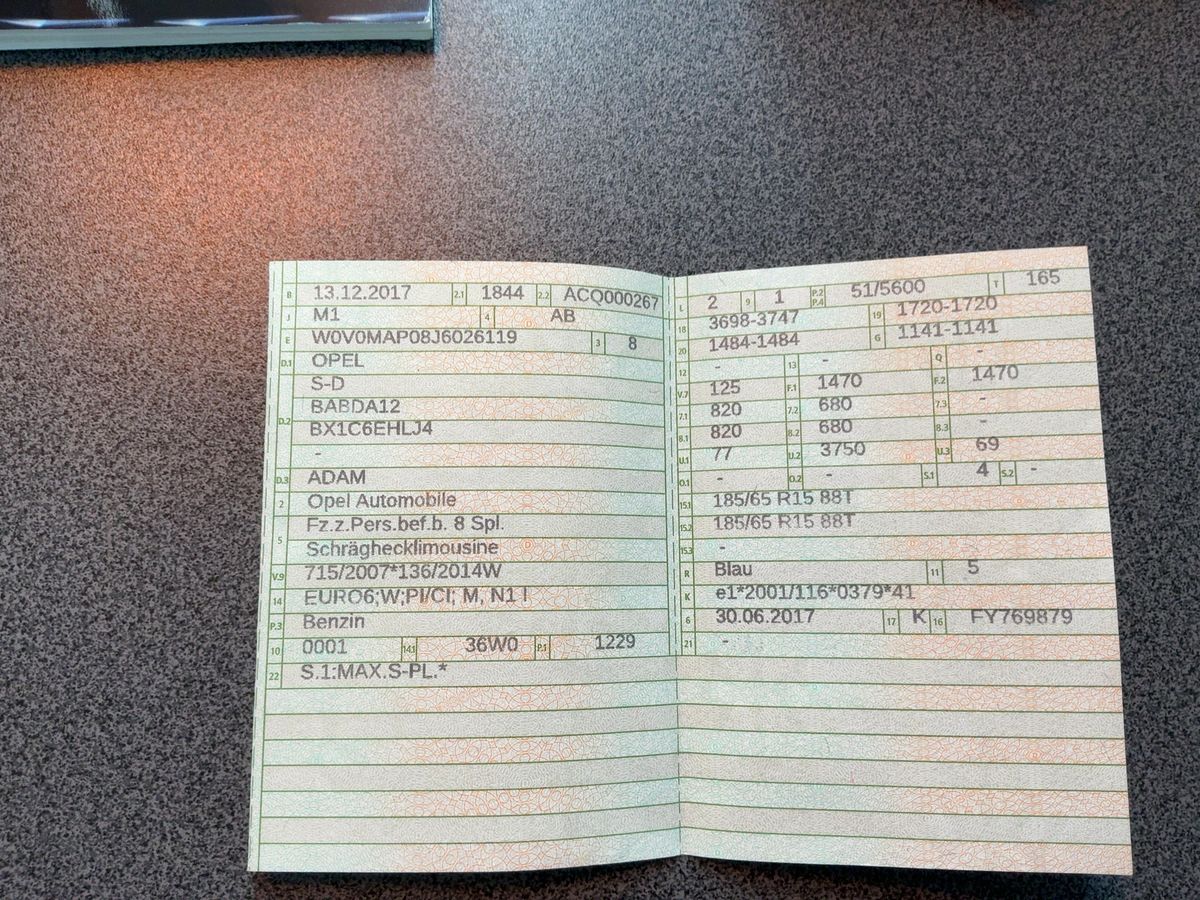 B 13.12.2017 2.1 1844 2.2 ACQ000267
J M1 4 AB
E W0V0MAP08J6026119 3 8
D.1 OPEL
S-D
BABDA12
D.2 BX1C6EHLJ4
-
D.3 ADAM
2 Opel Automobile
5 Fz.z.Pers.bef.b. 8 Spl.
Schräghecklimousine
V.9 715/2007*136/2014W
14 EURO6;W;PI/CI; M, N1 I
P.3 Benzin
10 0001 14.1 36W0 P.1 1229
22 S.1:MAX.S-PL.*
L 2 9 1 P.2 P.4 51/5600 T 165
18 3698-3747 19 1720-1720
20 1484-1484 G 1141-1141
12 - 13 - Q -
V.7 125 F.1 1470 F.2 1470
7.1 820 7.2 680 7.3 -
8.1 820 8.2 680 8.3 -
U.1 77 U.2 3750 U.3 69
O.1 - O.2 - S.1 4 S.2 -
15.1 185/65 R15 88T
15.2 185/65 R15 88T
15.3 -
R Blau 11 5
K e1*2001/116*0379*41
6 30.06.2017 17 K 16 FY769879
21 -